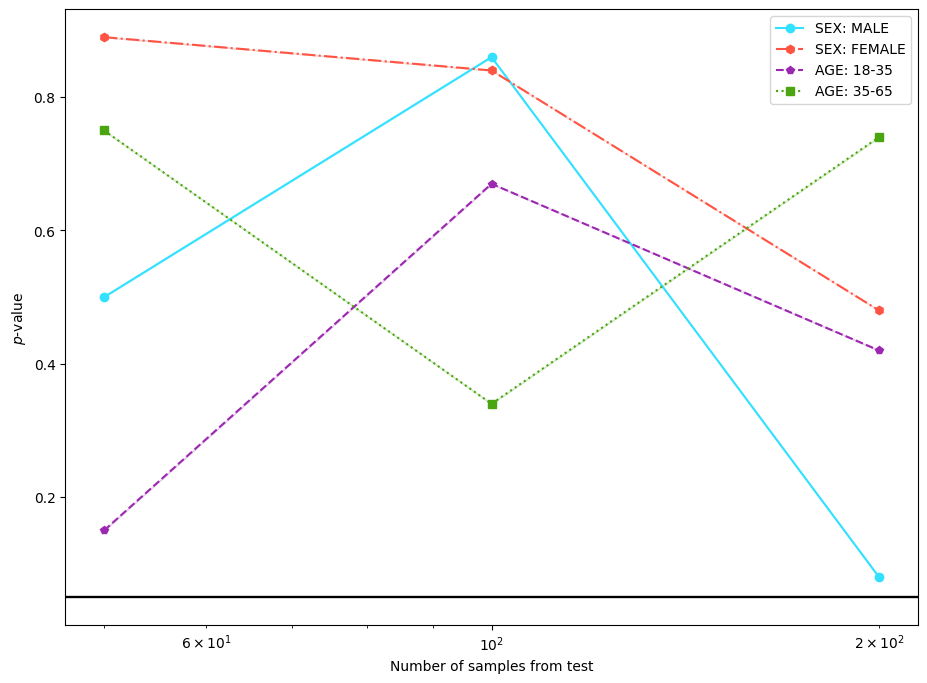 SEX: MALE
SEX: FEMALE
AGE: 18-35
AGE: 35-65
0.8
0.6
0.4
0.2
p-value
6 × 10¹
10²
2 × 10²
Number of samples from test